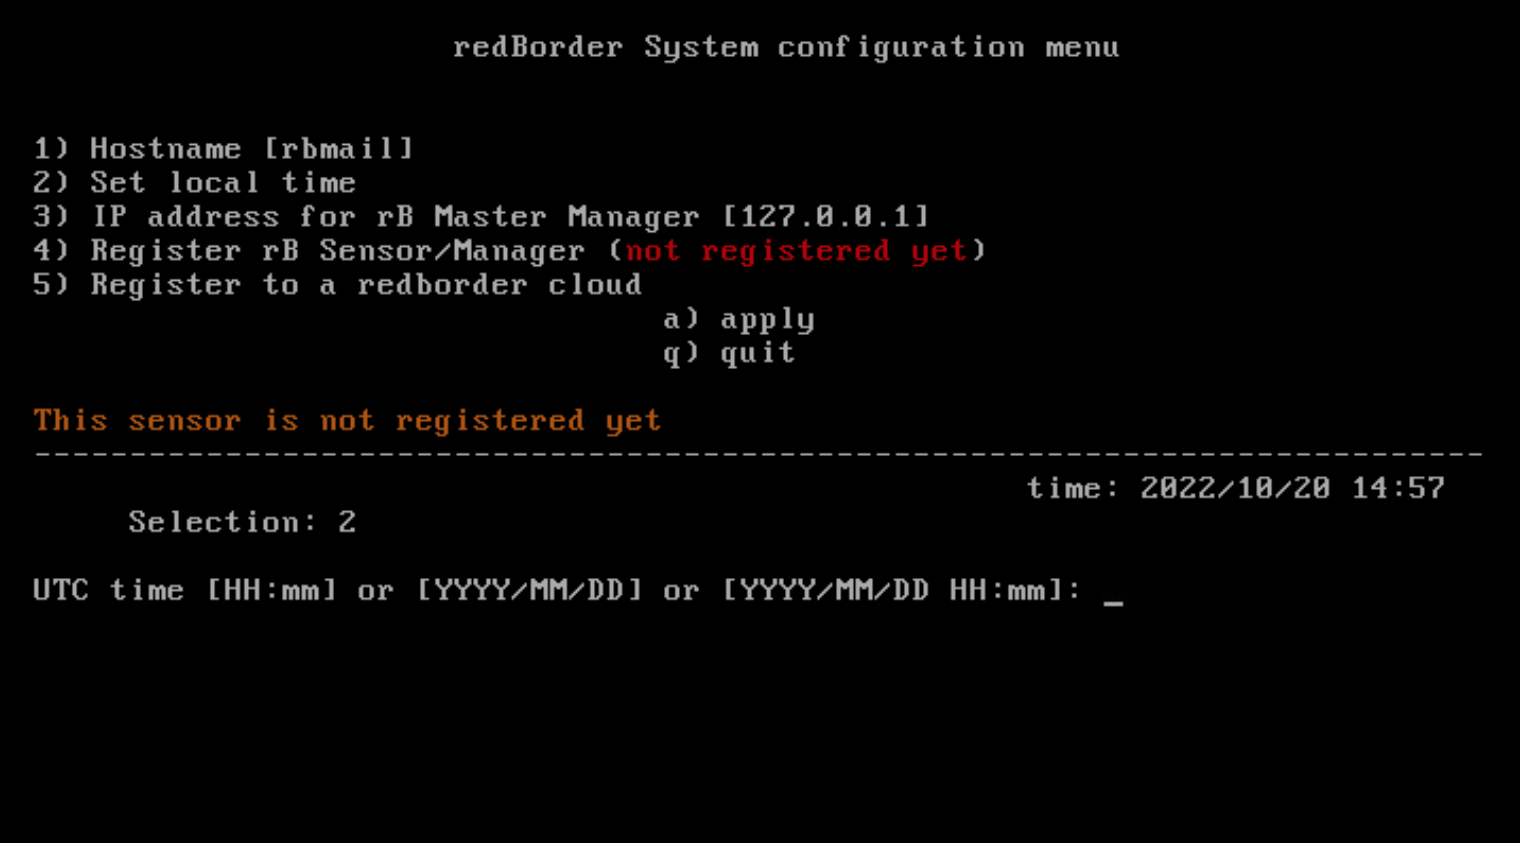 redBorder System configuration menu
1) Hostname [rbmail]
2) Set local time
3) IP address for rB Master Manager [127.0.0.1]
4) Register rB Sensor/Manager (not registered yet)
5) Register to a redborder cloud
a) apply
q) quit
This sensor is not registered yet
-----------------------------------------------------------------------------
time: 2022/10/20 14:57
Selection: 2
UTC time [HH:mm] or [YYYY/MM/DD] or [YYYY/MM/DD HH:mm]: _